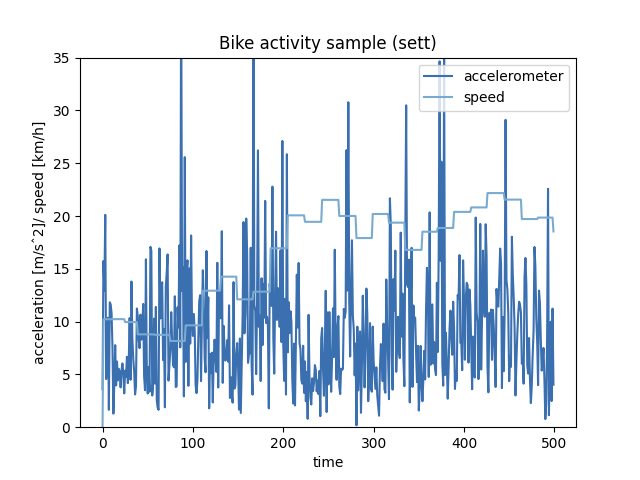 Bike activity sample (sett)
accelerometer
speed
acceleration [m/s^2]/ speed [km/h]
35
30
25
20
15
10
5
0
0 100 200 300 400 500
time